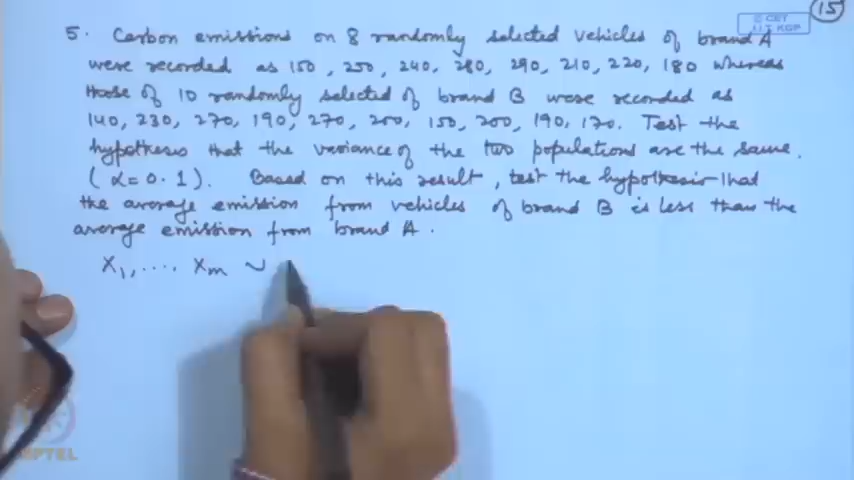 15
© CET
I.I.T. KGP
5. Carbon emissions on 8 randomly selected vehicles of brand A
were recorded as 150, 250, 240, 280, 290, 210, 220, 180 whereas
those of 10 randomly selected of brand B were recorded as
140, 230, 270, 190, 270, 200, 150, 200, 190, 170. Test the
hypothesis that the variance of the two populations are the same.
(α=0.1). Based on this result, test the hypothesis that
the average emission from vehicles of brand B is less than the
average emission from brand A.
X₁, .... Xₘ ~
NPTEL